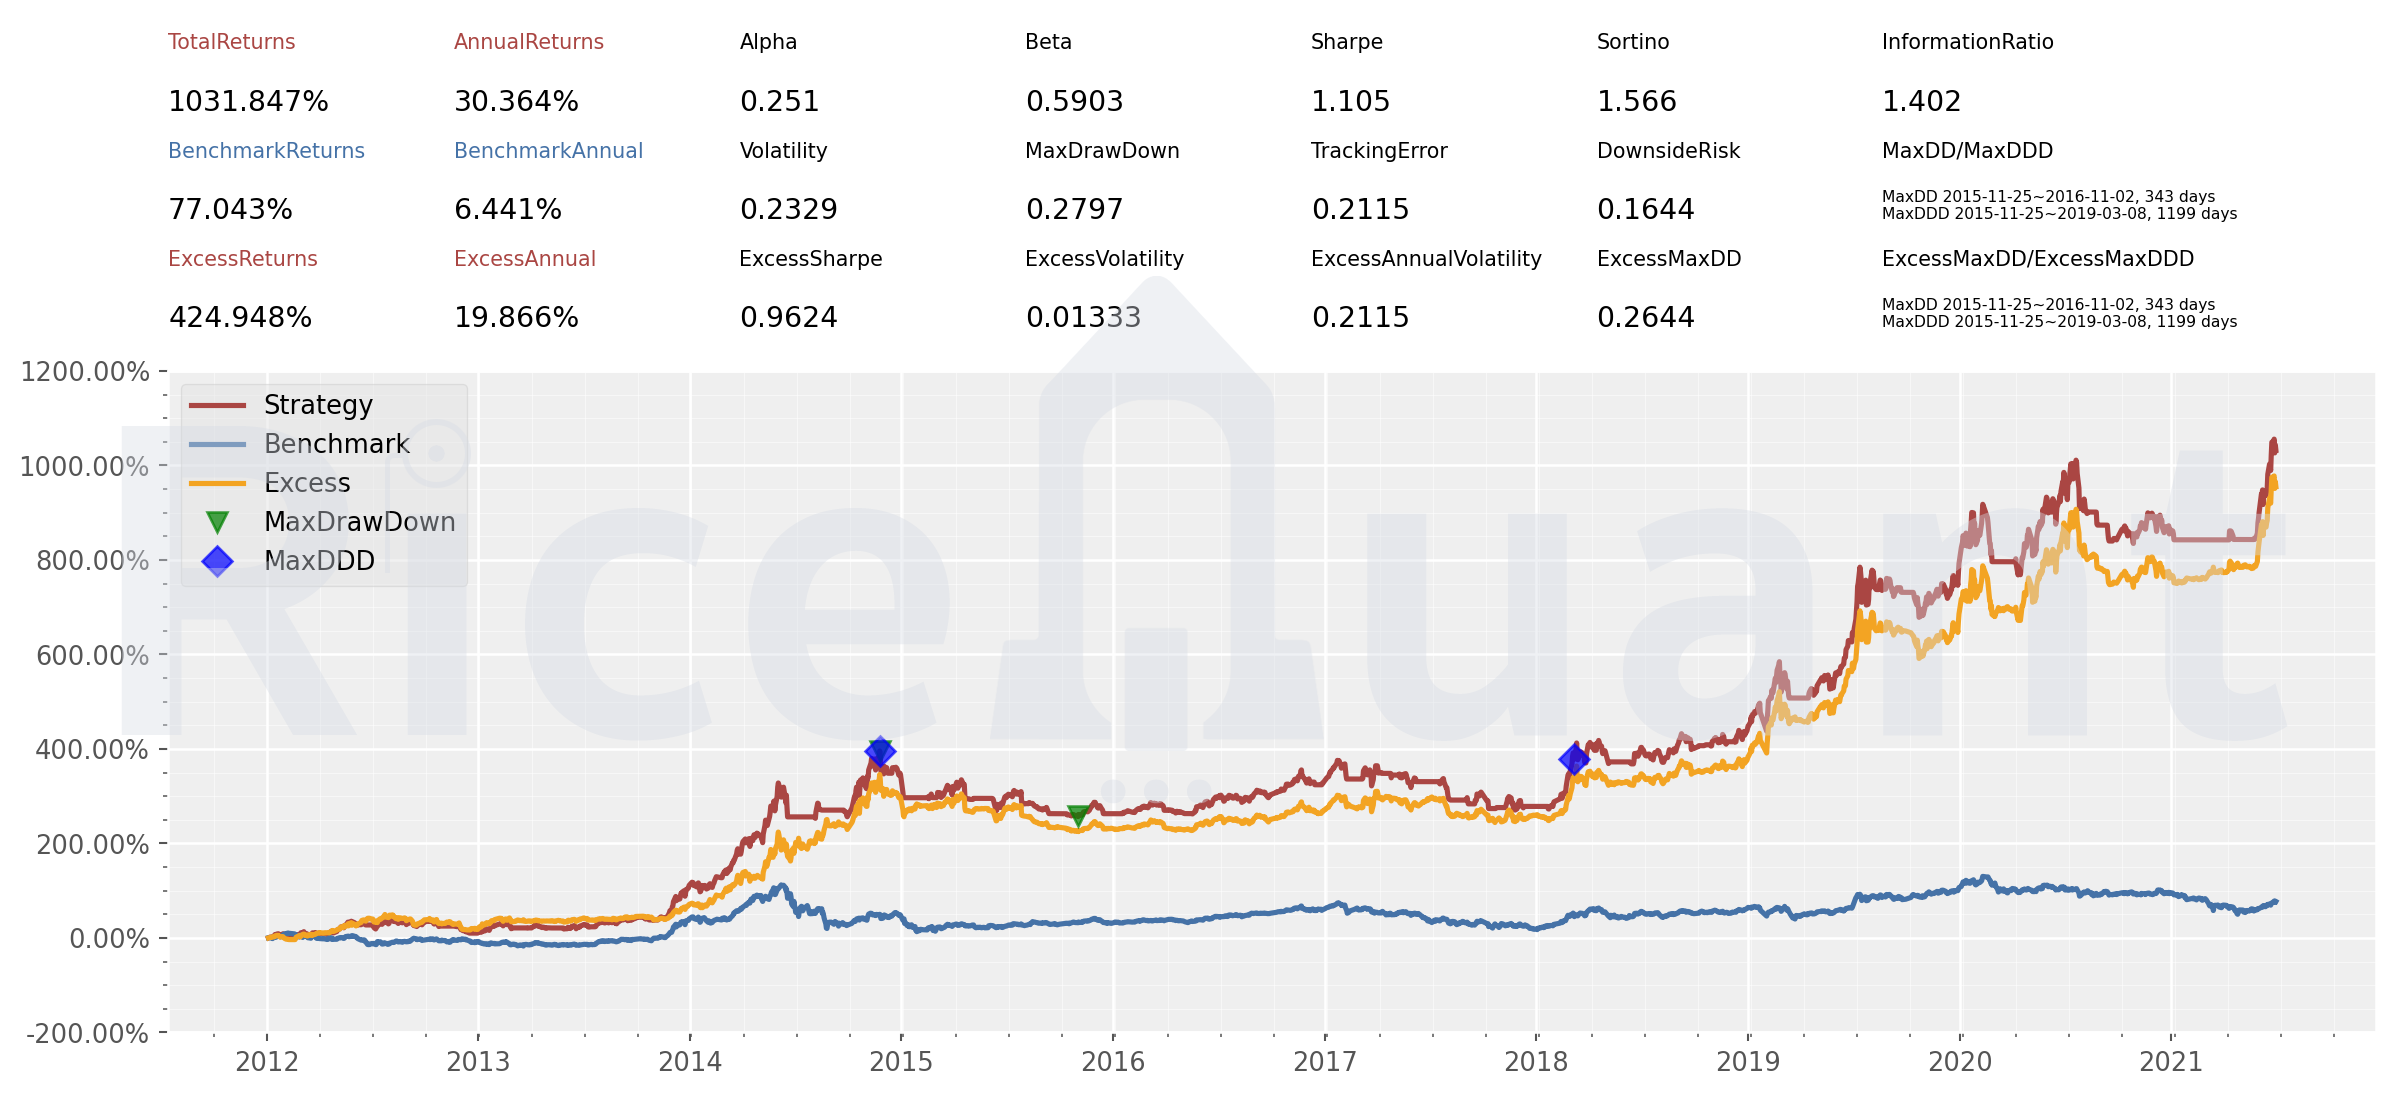 TotalReturns AnnualReturns Alpha Beta Sharpe Sortino InformationRatio
1031.847% 30.364% 0.251 0.5903 1.105 1.566 1.402
BenchmarkReturns BenchmarkAnnual Volatility MaxDrawDown TrackingError DownsideRisk MaxDD/MaxDDD
77.043% 6.441% 0.2329 0.2797 0.2115 0.1644 MaxDD 2015-11-25~2016-11-02, 343 days
MaxDDD 2015-11-25~2019-03-08, 1199 days
ExcessReturns ExcessAnnual ExcessSharpe ExcessVolatility ExcessAnnualVolatility ExcessMaxDD ExcessMaxDD/ExcessMaxDDD
424.948% 19.866% 0.9624 0.01333 0.2115 0.2644 MaxDD 2015-11-25~2016-11-02, 343 days
MaxDDD 2015-11-25~2019-03-08, 1199 days
1200.00%
Strategy
Benchmark
1000.00%
Excess
MaxDrawDown
MaxDDD
800.00%
Ricequant
600.00%
400.00%
200.00%
0.00%
-200.00%
2012 2013 2014 2015 2016 2017 2018 2019 2020 2021